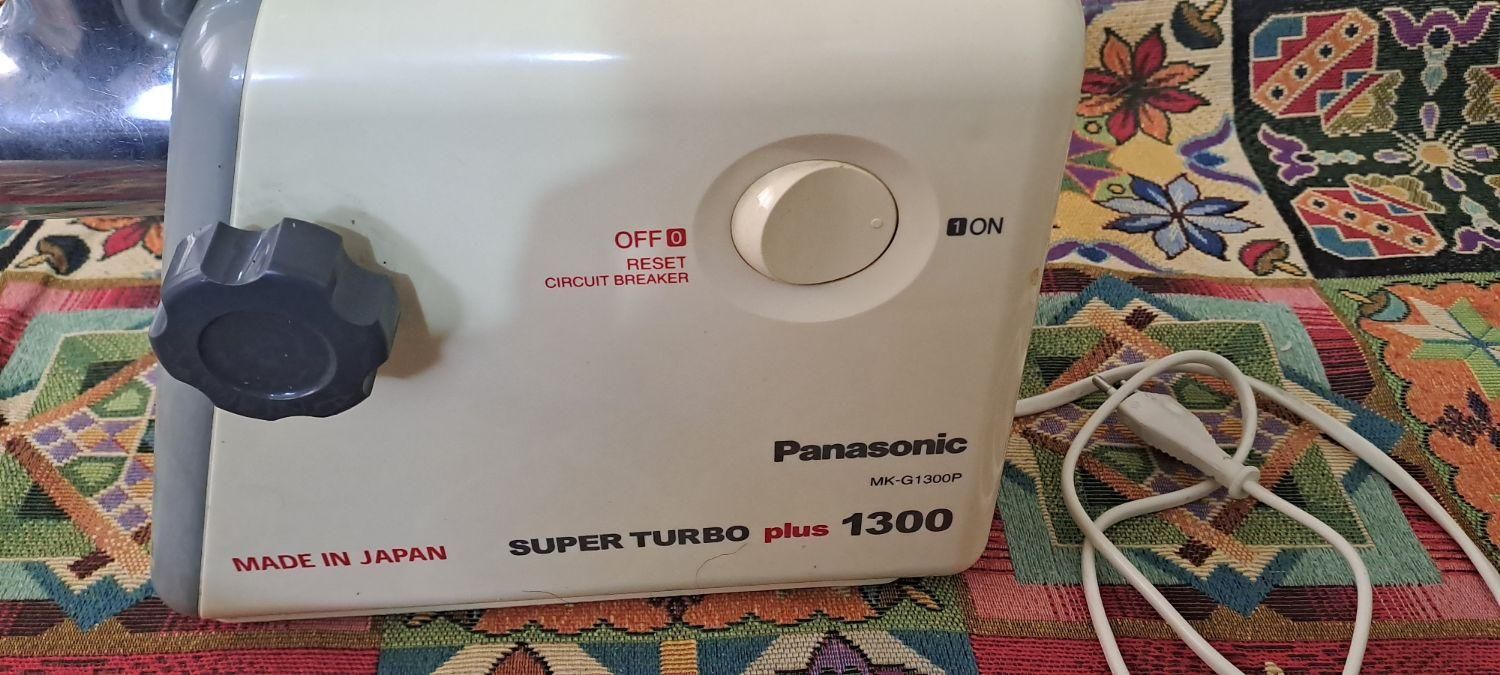 OFF 0
RESET
CIRCUIT BREAKER
1 ON
Panasonic
MK-G1300P
SUPER TURBO plus 1300
MADE IN JAPAN